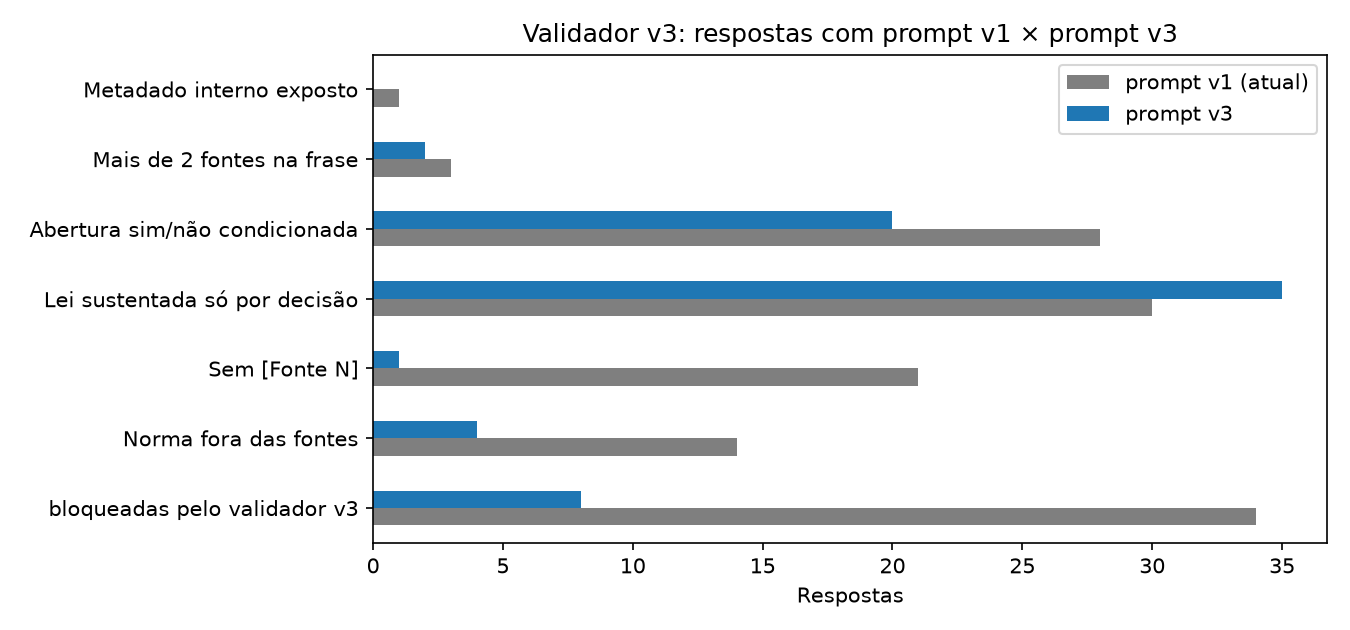 Validador v3: respostas com prompt v1 × prompt v3
prompt v1 (atual)
prompt v3
Metadado interno exposto
Mais de 2 fontes na frase
Abertura sim/não condicionada
Lei sustentada só por decisão
Sem [Fonte N]
Norma fora das fontes
bloqueadas pelo validador v3
0 5 10 15 20 25 30 35
Respostas